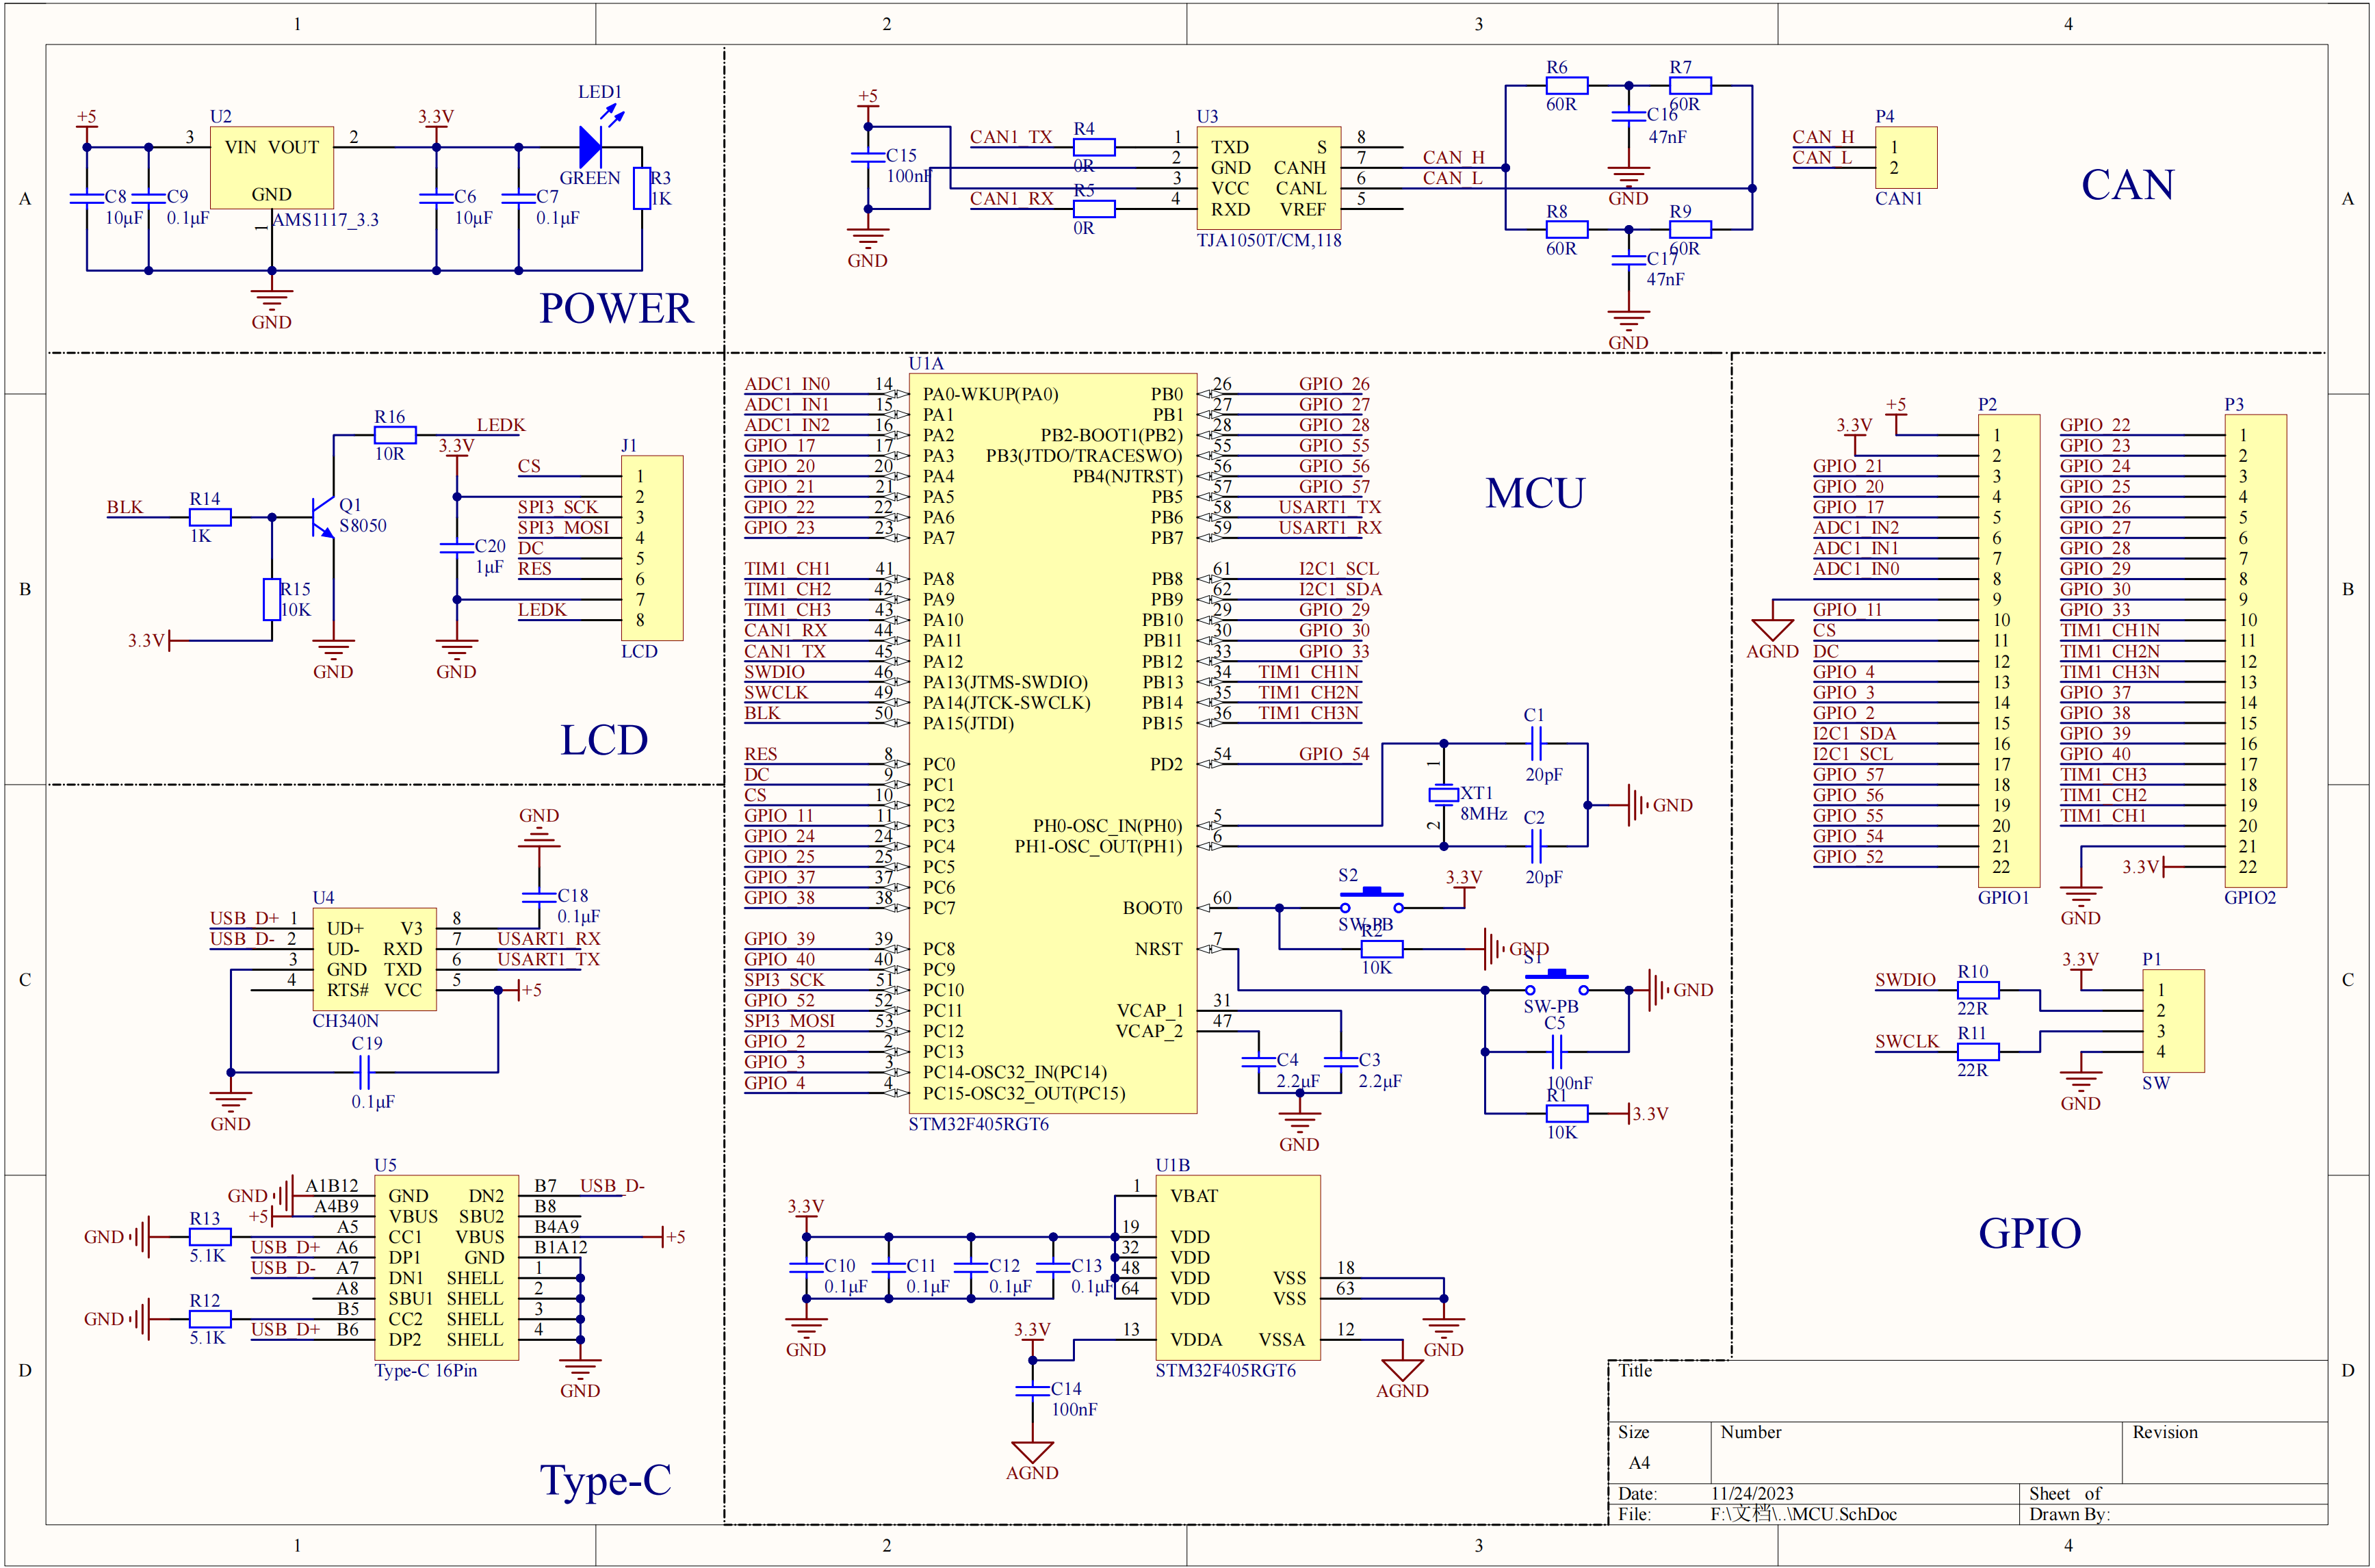 1 2 3 4
A
B
C
D
A
B
C
D
1 2 3 4
+5
U2
3 VIN VOUT 2
GND
1
AMS1117_3.3
C8
10μF
C9
0.1μF
3.3V
C6
10μF
C7
0.1μF
LED1
GREEN
R3
1K
GND
POWER
+5
C15
100nF
GND
CAN1_TX
R4
0R
CAN1_RX
R5
0R
U3
1 TXD S 8
2 GND CANH 7
3 VCC CANL 6
4 RXD VREF 5
TJA1050T/CM,118
CAN_H
CAN_L
R6
60R
R7
60R
C16
47nF
GND
R8
60R
R9
60R
C17
47nF
GND
P4
CAN_H 1
CAN_L 2
CAN1
CAN
BLK
R14
1K
R15
10K
3.3V
Q1
S8050
GND
R16
10R
LEDK
3.3V
C20
1μF
GND
J1
CS 1
2
SPI3_SCK 3
SPI3_MOSI 4
DC 5
RES 6
7
LEDK 8
LCD
LCD
U1A
ADC1_IN0 14 PA0-WKUP(PA0)
ADC1_IN1 15 PA1
ADC1_IN2 16 PA2
GPIO_17 17 PA3
GPIO_20 20 PA4
GPIO_21 21 PA5
GPIO_22 22 PA6
GPIO_23 23 PA7
TIM1_CH1 41 PA8
TIM1_CH2 42 PA9
TIM1_CH3 43 PA10
CAN1_RX 44 PA11
CAN1_TX 45 PA12
SWDIO 46 PA13(JTMS-SWDIO)
SWCLK 49 PA14(JTCK-SWCLK)
BLK 50 PA15(JTDI)
RES 8 PC0
DC 9 PC1
CS 10 PC2
GPIO_11 11 PC3
GPIO_24 24 PC4
GPIO_25 25 PC5
GPIO_37 37 PC6
GPIO_38 38 PC7
GPIO_39 39 PC8
GPIO_40 40 PC9
SPI3_SCK 51 PC10
GPIO_52 52 PC11
SPI3_MOSI 53 PC12
GPIO_2 2 PC13
GPIO_3 3 PC14-OSC32_IN(PC14)
GPIO_4 4 PC15-OSC32_OUT(PC15)
PB0 26 GPIO_26
PB1 27 GPIO_27
PB2-BOOT1(PB2) 28 GPIO_28
PB3(JTDO/TRACESWO) 55 GPIO_55
PB4(NJTRST) 56 GPIO_56
PB5 57 GPIO_57
PB6 58 USART1_TX
PB7 59 USART1_RX
PB8 61 I2C1_SCL
PB9 62 I2C1_SDA
PB10 29 GPIO_29
PB11 30 GPIO_30
PB12 33 GPIO_33
PB13 34 TIM1_CH1N
PB14 35 TIM1_CH2N
PB15 36 TIM1_CH3N
PD2 54 GPIO_54
PH0-OSC_IN(PH0) 5
PH1-OSC_OUT(PH1) 6
BOOT0 60
NRST 7
VCAP_1 31
VCAP_2 47
STM32F405RGT6
MCU
C1
20pF
1
XT1
8MHz
2
C2
20pF
GND
S2
SW-PB
3.3V
R2
10K
GND
S1
SW-PB
GND
C5
100nF
R1
10K
3.3V
C4
2.2μF
C3
2.2μF
GND
+5
3.3V
P2
1
2
GPIO_21 3
GPIO_20 4
GPIO_17 5
ADC1_IN2 6
ADC1_IN1 7
ADC1_IN0 8
9
AGND
GPIO_11 10
CS 11
DC 12
GPIO_4 13
GPIO_3 14
GPIO_2 15
I2C1_SDA 16
I2C1_SCL 17
GPIO_57 18
GPIO_56 19
GPIO_55 20
GPIO_54 21
GPIO_52 22
GPIO1
P3
GPIO_22 1
GPIO_23 2
GPIO_24 3
GPIO_25 4
GPIO_26 5
GPIO_27 6
GPIO_28 7
GPIO_29 8
GPIO_30 9
GPIO_33 10
TIM1_CH1N 11
TIM1_CH2N 12
TIM1_CH3N 13
GPIO_37 14
GPIO_38 15
GPIO_39 16
GPIO_40 17
TIM1_CH3 18
TIM1_CH2 19
TIM1_CH1 20
21
3.3V 22
GND
GPIO2
SWDIO
R10
22R
SWCLK
R11
22R
3.3V
GND
P1
1
2
3
4
SW
GPIO
GND
C18
0.1μF
U4
USB_D+ 1 UD+ V3 8
USB_D- 2 UD- RXD 7 USART1_RX
3 GND TXD 6 USART1_TX
4 RTS# VCC 5 +5
CH340N
C19
0.1μF
GND
U5
GND A1B12 GND DN2 B7 USB_D-
+5 A4B9 VBUS SBU2 B8
A5 CC1 VBUS B4A9 +5
USB_D+ A6 DP1 GND B1A12
USB_D- A7 DN1 SHELL 1
A8 SBU1 SHELL 2
B5 CC2 SHELL 3
USB_D+ B6 DP2 SHELL 4
Type-C 16Pin
GND
R13
5.1K
GND
R12
5.1K
GND
Type-C
3.3V
C10
0.1μF
C11
0.1μF
C12
0.1μF
C13
0.1μF
GND
U1B
1 VBAT
19 VDD
32 VDD
48 VDD VSS 18
64 VDD VSS 63
13 VDDA VSSA 12
STM32F405RGT6
3.3V
C14
100nF
AGND
GND
AGND
Title
Size
A4
Number
Revision
Date: 11/24/2023
Sheet of
File: F:\文档\..\MCU.SchDoc
Drawn By: